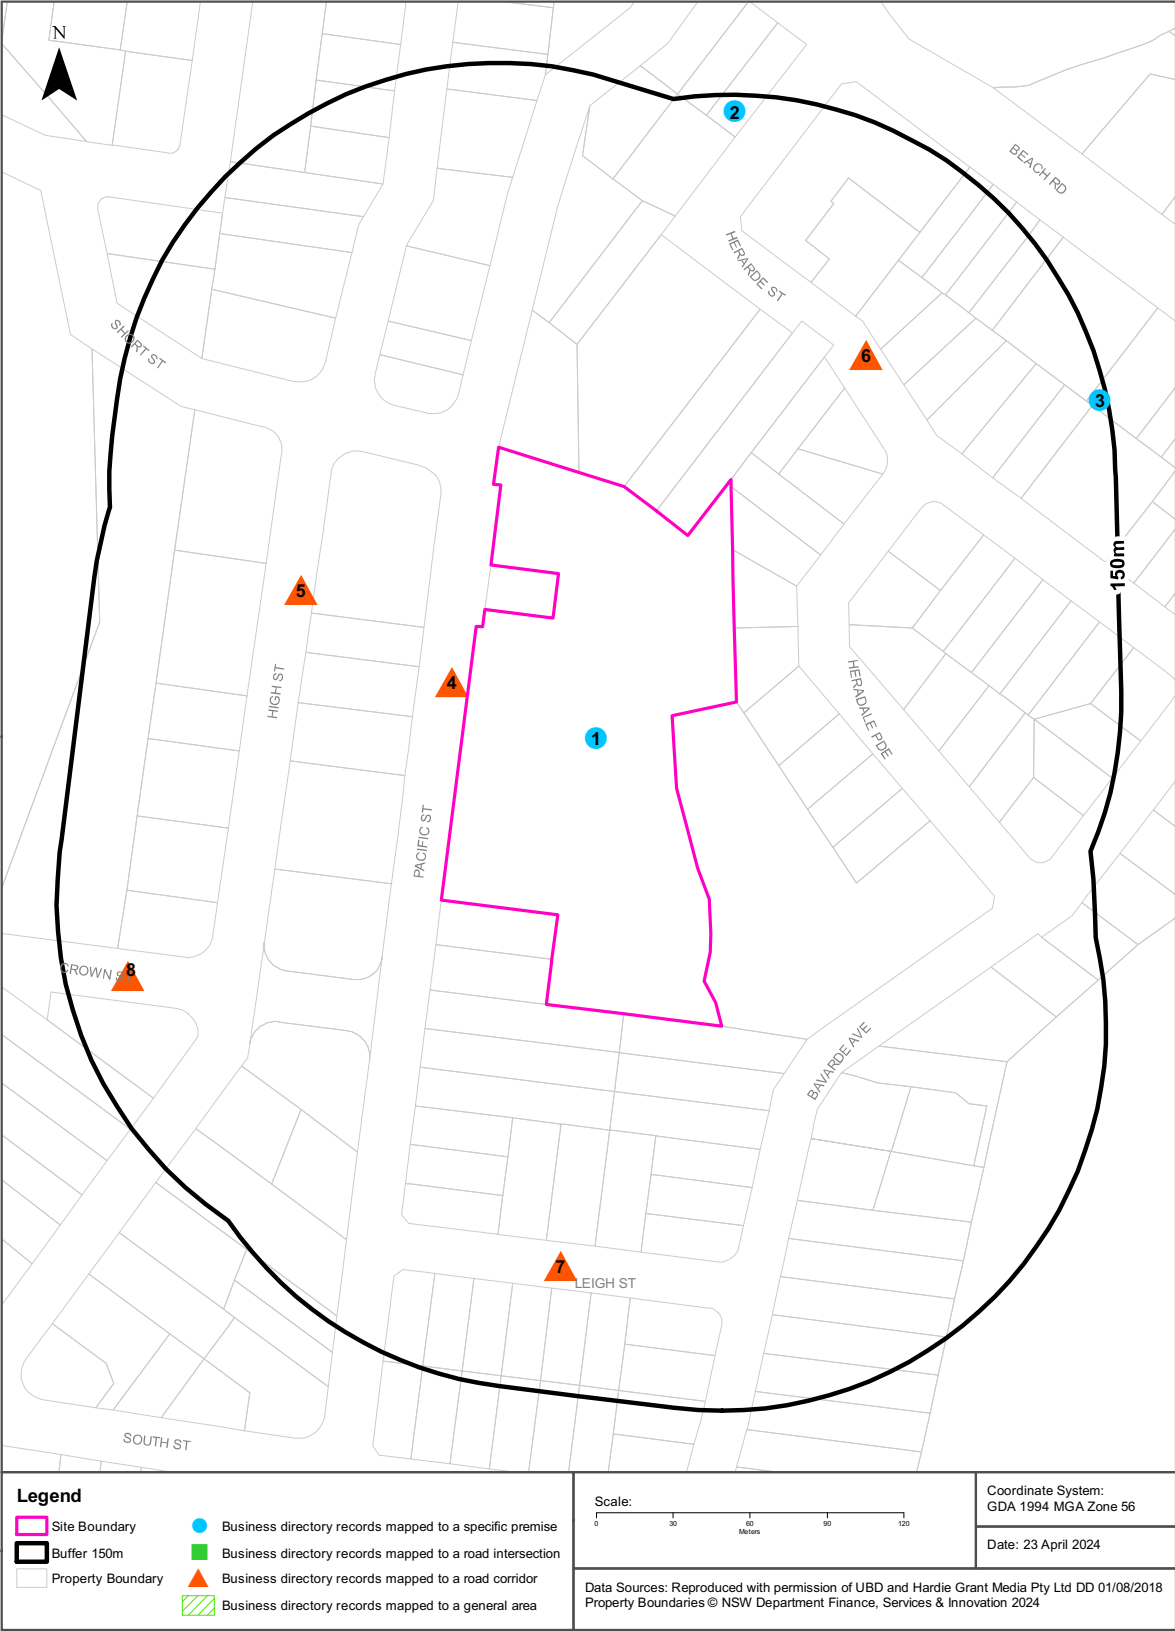 N
2
BEACH RD
HERARDE ST
SHORT ST
6
3
150m
5
HIGH ST
4
HERADALE PDE
1
PACIFIC ST
CROWN S
8
BAVARDE AVE
7
LEIGH ST
SOUTH ST
Legend
Site Boundary
Buffer 150m
Property Boundary
Business directory records mapped to a specific premise
Business directory records mapped to a road intersection
Business directory records mapped to a road corridor
Business directory records mapped to a general area
Scale:
0 30 60 90 120
Meters
Coordinate System:
GDA 1994 MGA Zone 56
Date: 23 April 2024
Data Sources: Reproduced with permission of UBD and Hardie Grant Media Pty Ltd DD 01/08/2018
Property Boundaries © NSW Department Finance, Services & Innovation 2024